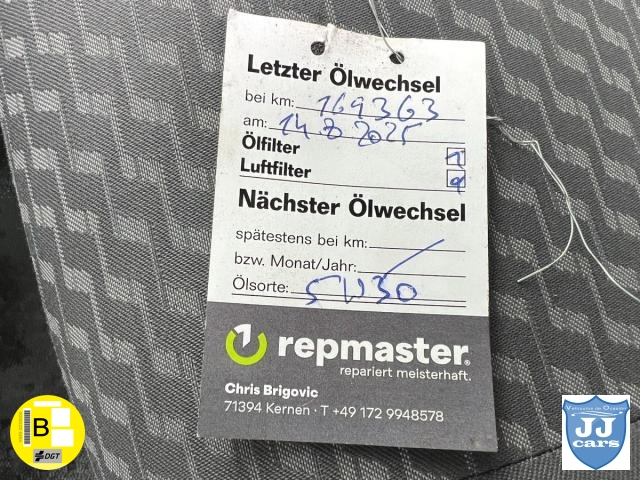 Letzter Ölwechsel
bei km: 169363
am: 14.8.2025
Ölfilter 1
Luftfilter
Nächster Ölwechsel
spätestens bei km:
bzw. Monat/Jahr:
Ölsorte: 5W30
repmaster®
repariert meisterhaft.
Chris Brigovic
71394 Kernen · T +49 172 9948578
B
DGT
JJ
cars